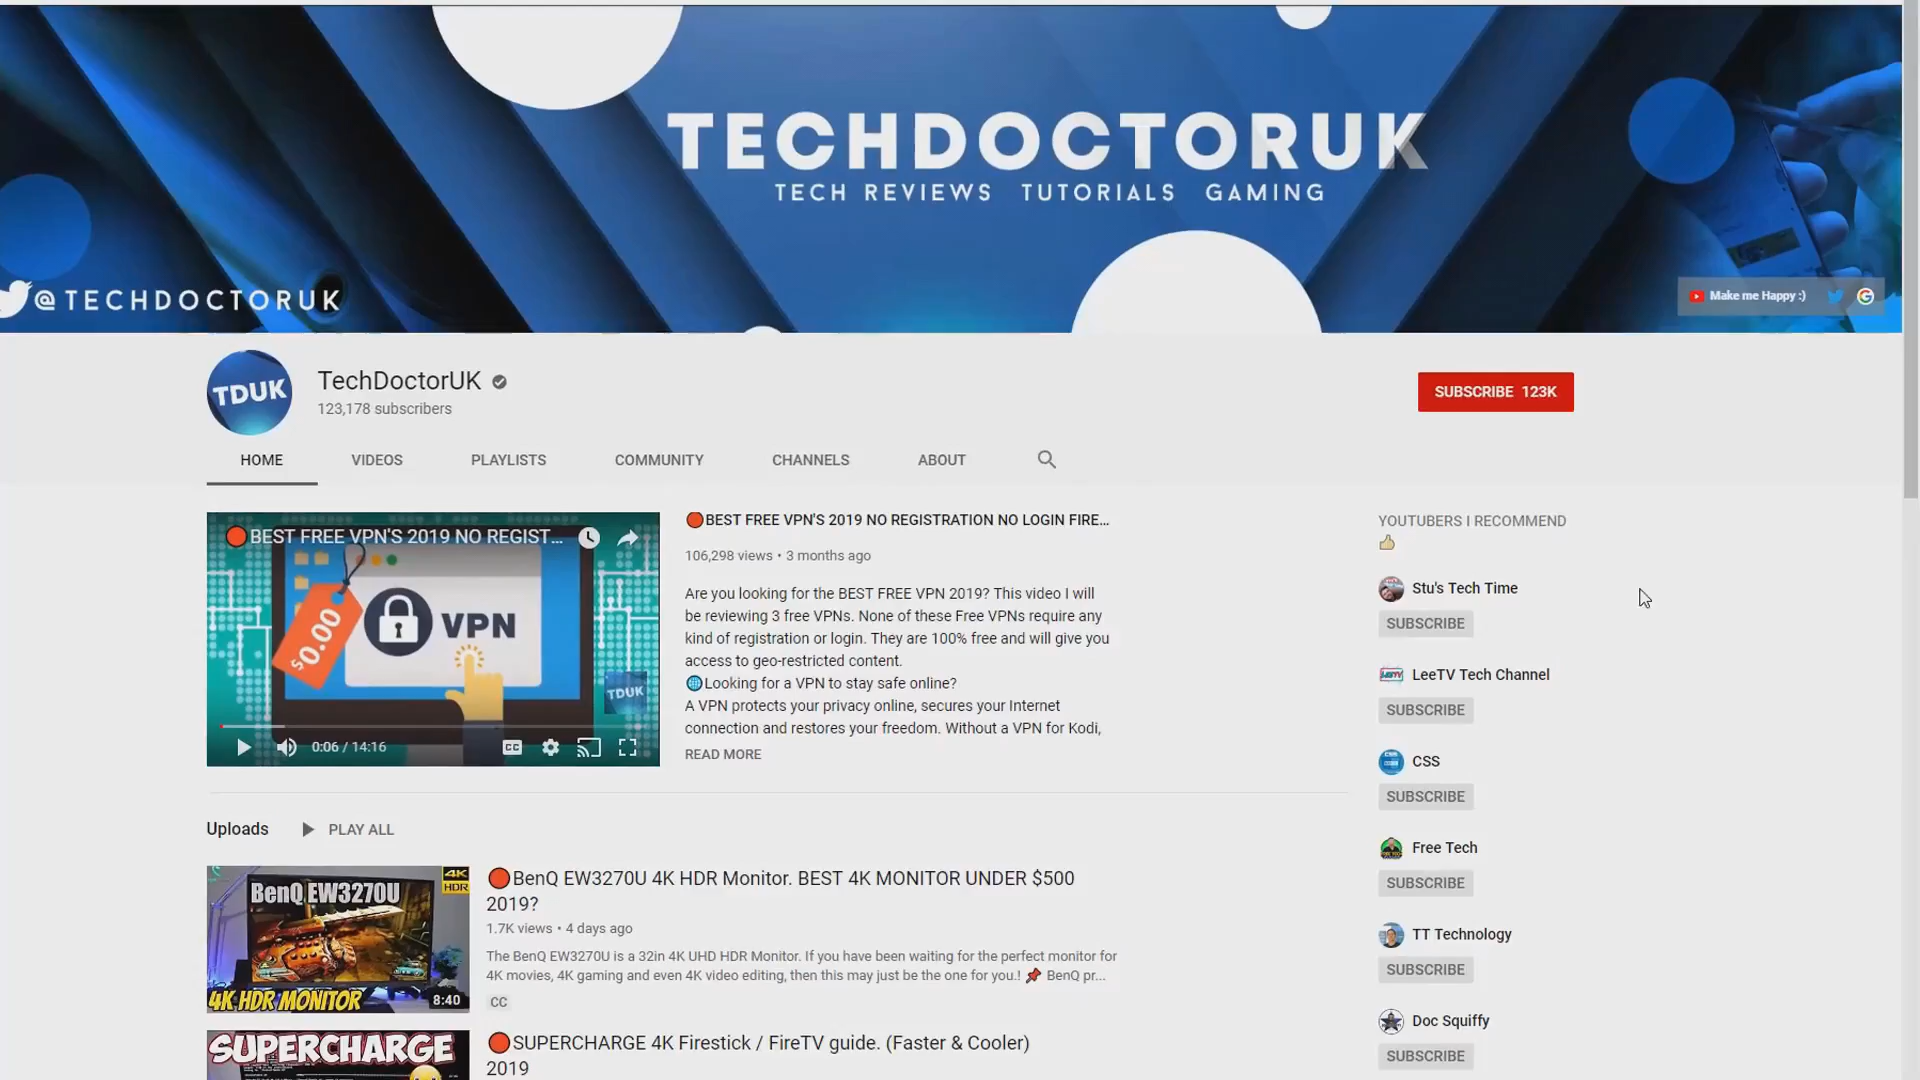 TECHDOCTORUK
TECH REVIEWS TUTORIALS GAMING
@TECHDOCTORUK
Make me Happy :)
TDUK
TechDoctorUK
123,178 subscribers
SUBSCRIBE 123K
HOME VIDEOS PLAYLISTS COMMUNITY CHANNELS ABOUT
BEST FREE VPN'S 2019 NO REGIST...
$0.00
VPN
TDUK
0:06 / 14:16
CC
🔴BEST FREE VPN'S 2019 NO REGISTRATION NO LOGIN FIRE...
106,298 views • 3 months ago
Are you looking for the BEST FREE VPN 2019? This video I will
be reviewing 3 free VPNs. None of these Free VPNs require any
kind of registration or login. They are 100% free and will give you
access to geo-restricted content.
🌐Looking for a VPN to stay safe online?
A VPN protects your privacy online, secures your Internet
connection and restores your freedom. Without a VPN for Kodi,
READ MORE
Uploads PLAY ALL
BenQ EW3270U
4K
HDR
4K HDR MONITOR
8:40
🔴BenQ EW3270U 4K HDR Monitor. BEST 4K MONITOR UNDER $500
2019?
1.7K views • 4 days ago
The BenQ EW3270U is a 32in 4K UHD HDR Monitor. If you have been waiting for the perfect monitor for
4K movies, 4K gaming and even 4K video editing, then this may just be the one for you.! 📌 BenQ pr...
CC
SUPERCHARGE
🔴SUPERCHARGE 4K Firestick / FireTV guide. (Faster & Cooler)
2019
YOUTUBERS I RECOMMEND
👍
Stu's Tech Time
SUBSCRIBE
LeeTV Tech Channel
SUBSCRIBE
CSS
SUBSCRIBE
Free Tech
SUBSCRIBE
TT Technology
SUBSCRIBE
Doc Squiffy
SUBSCRIBE